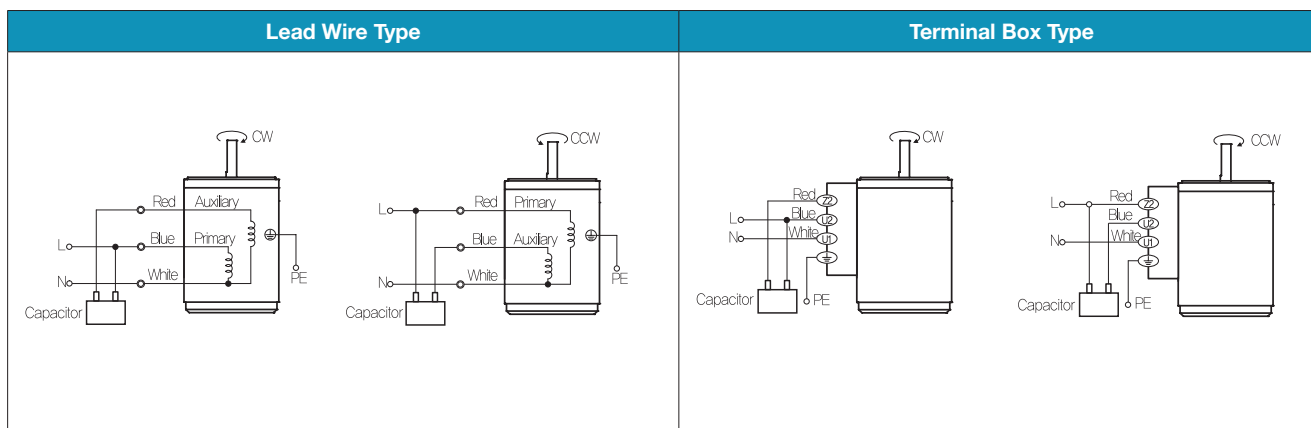 Lead Wire Type
Terminal Box Type
CW
Red Auxiliary
L Blue Primary
N White
PE
Capacitor
CCW
L Red Primary
Blue Auxiliary
N White
PE
Capacitor
CW
Red Z2
L Blue U2
N White U1
Capacitor PE
CCW
L Red Z2
Blue U2
N White U1
Capacitor PE